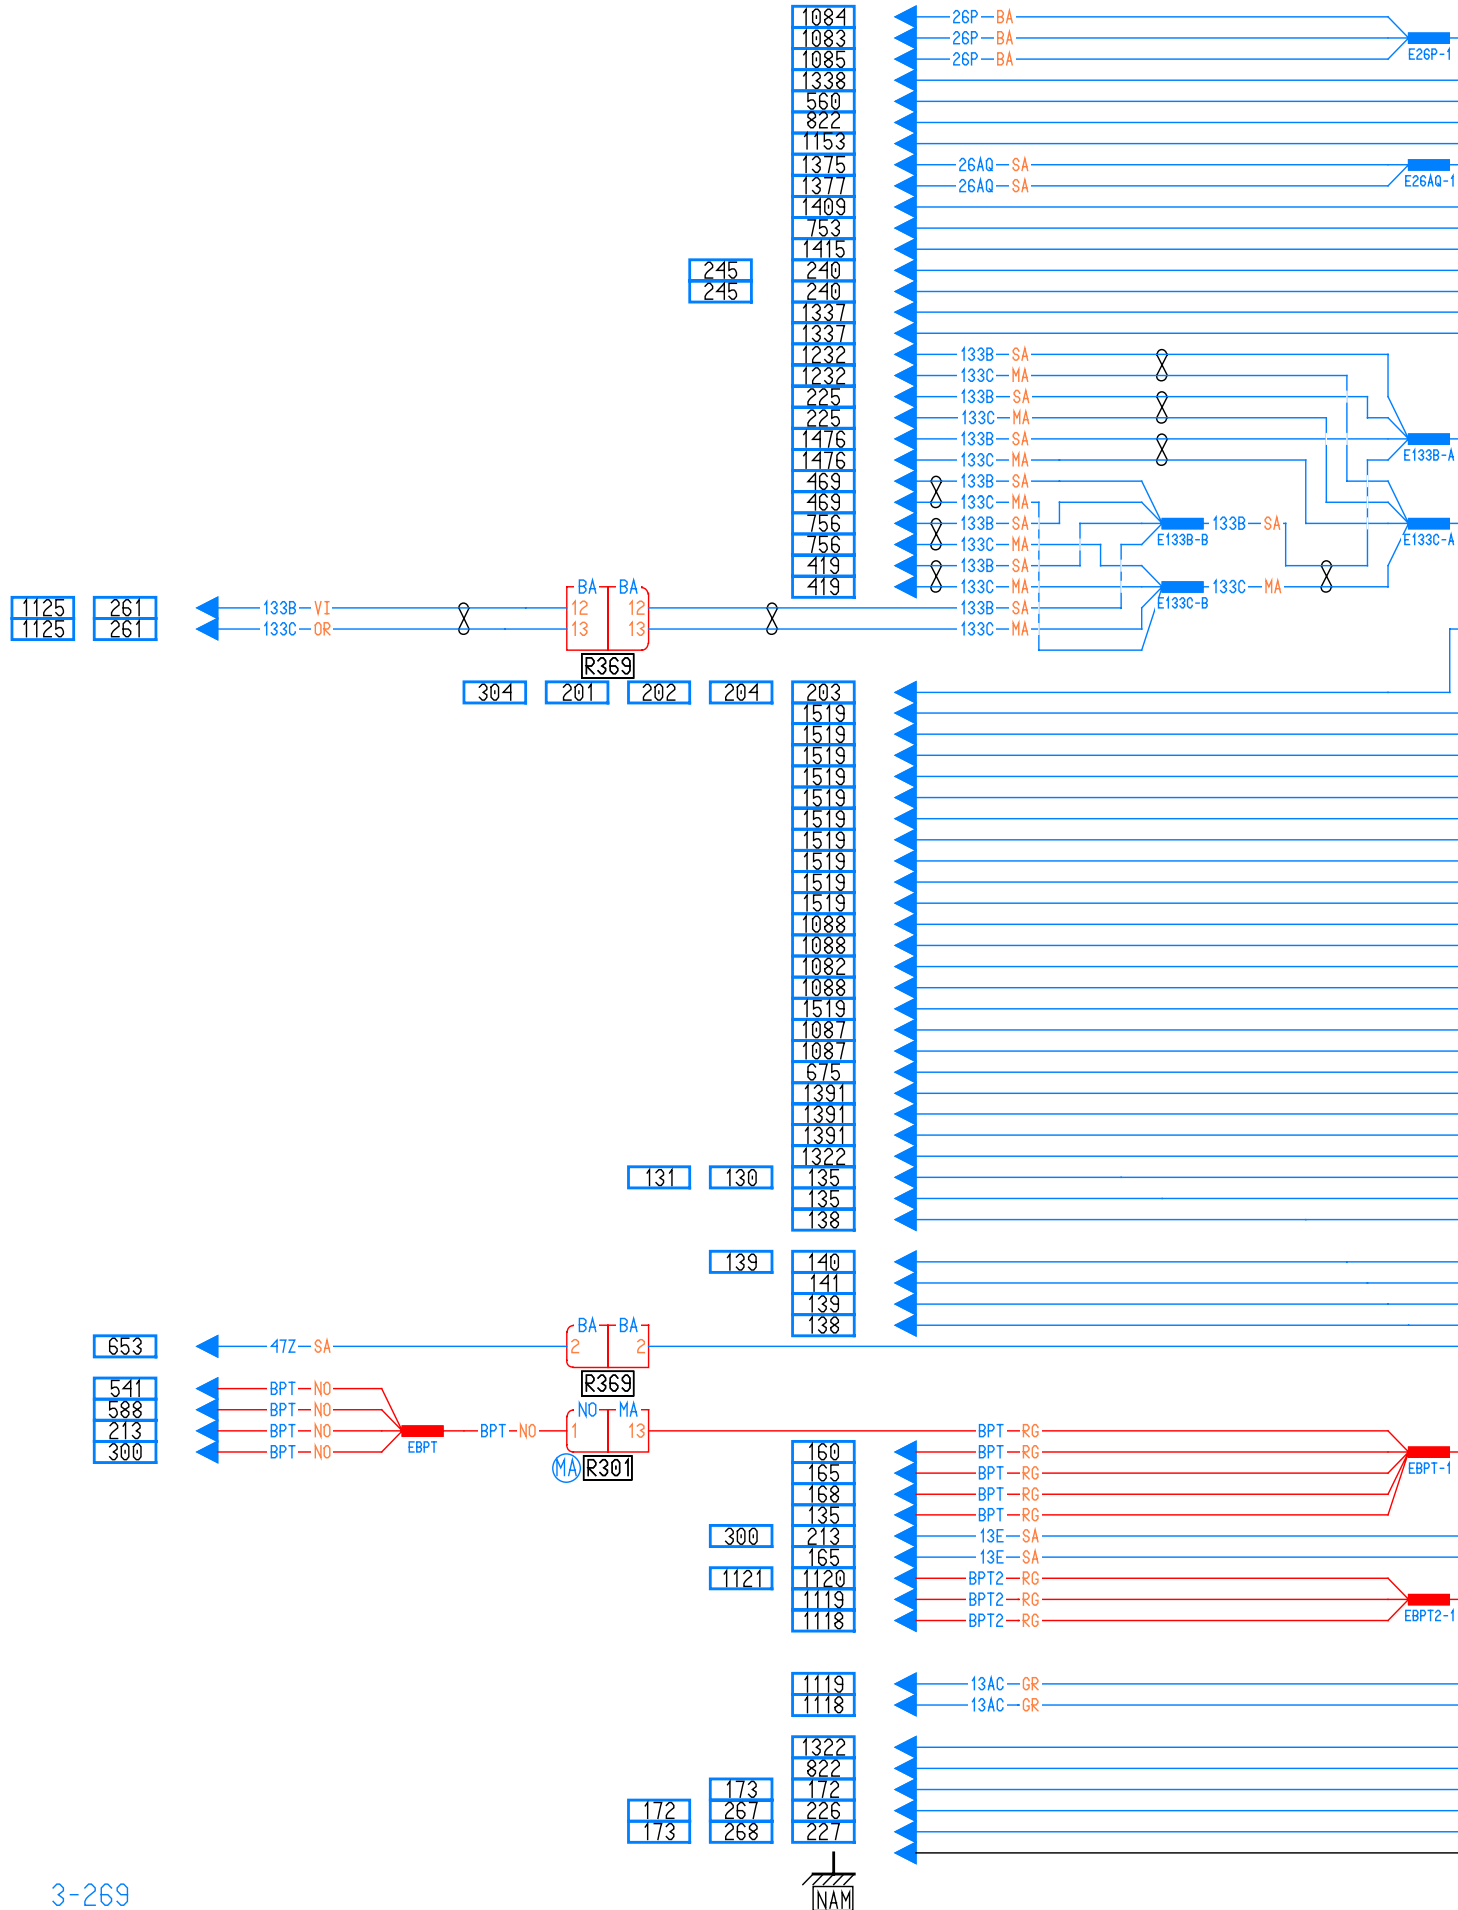 1084 26P BA
1083 26P BA E26P-1
1085 26P BA
1338
560
822
1153
1375 26AQ SA E26AQ-1
1377 26AQ SA
1409
753
1415
245 240
245 240
1337
1337
1232 133B SA
1232 133C MA
225 133B SA
225 133C MA
1476 133B SA E133B-A
1476 133C MA
469 133B SA
469 133C MA
756 133B SA E133B-B 133B SA E133C-A
756 133C MA
419 133B SA
BA BA 419 133C MA E133C-B 133C MA
1125 261 133B VI 12 12 133B SA
1125 261 133C OR 13 13 133C MA
R369
304 201 202 204 203
1519
1519
1519
1519
1519
1519
1519
1519
1519
1519
1088
1088
1082
1088
1519
1087
1087
675
1391
1391
1391
1322
131 130 135
135
138
139 140
141
139
BA BA 138
653 47Z SA 2 2
541 BPT NO R369
588 BPT NO NO MA
213 BPT NO EBPT BPT NO 1 13 BPT RG
300 BPT NO 160 BPT RG EBPT-1
MA R301 165 BPT RG
168 BPT RG
135 BPT RG
300 213 13E SA
165 13E SA
1121 1120 BPT2 RG
1119 BPT2 RG EBPT2-1
1118 BPT2 RG
1119 13AC GR
1118 13AC GR
1322
822
173 172
172 267 226
173 268 227
3-269 NAM